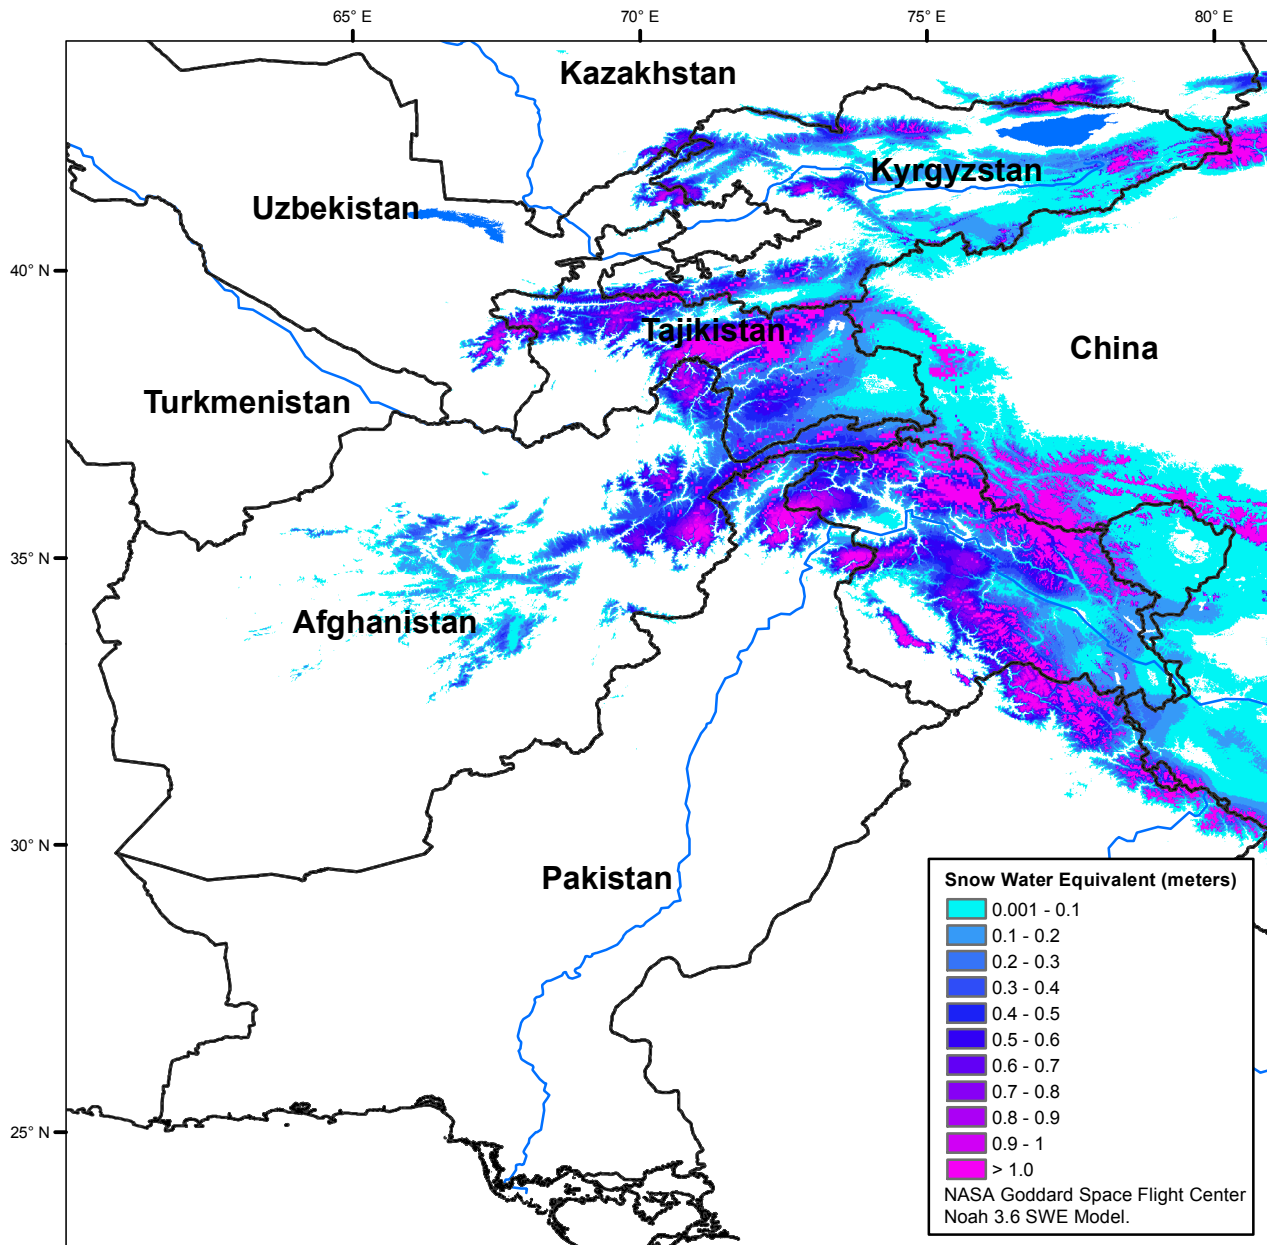 65° E
70° E
75° E
80° E
Kazakhstan
Kyrgyzstan
Uzbekistan
40° N
Tajikistan
China
Turkmenistan
35° N
Afghanistan
30° N
Pakistan
25° N
Snow Water Equivalent (meters)
0.001 - 0.1
0.1 - 0.2
0.2 - 0.3
0.3 - 0.4
0.4 - 0.5
0.5 - 0.6
0.6 - 0.7
0.7 - 0.8
0.8 - 0.9
0.9 - 1
> 1.0
NASA Goddard Space Flight Center
Noah 3.6 SWE Model.